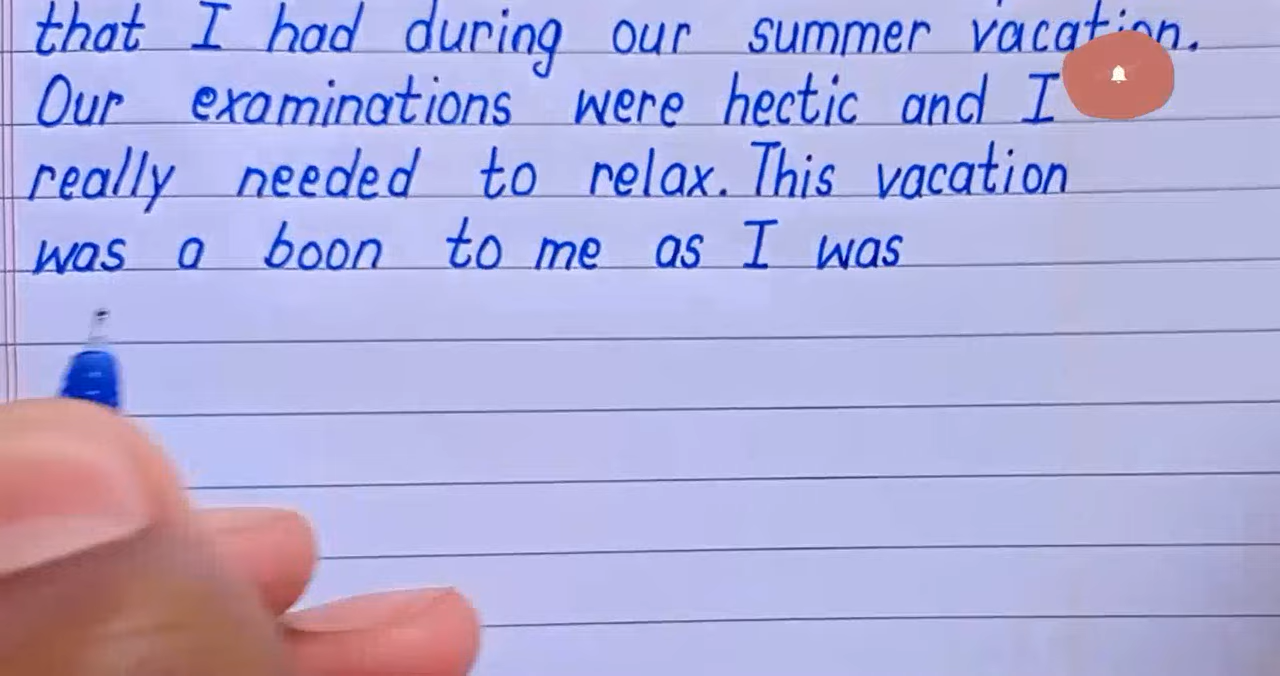 that I had during our summer vacation.
Our examinations were hectic and I
really needed to relax. This vacation
was a boon to me as I was